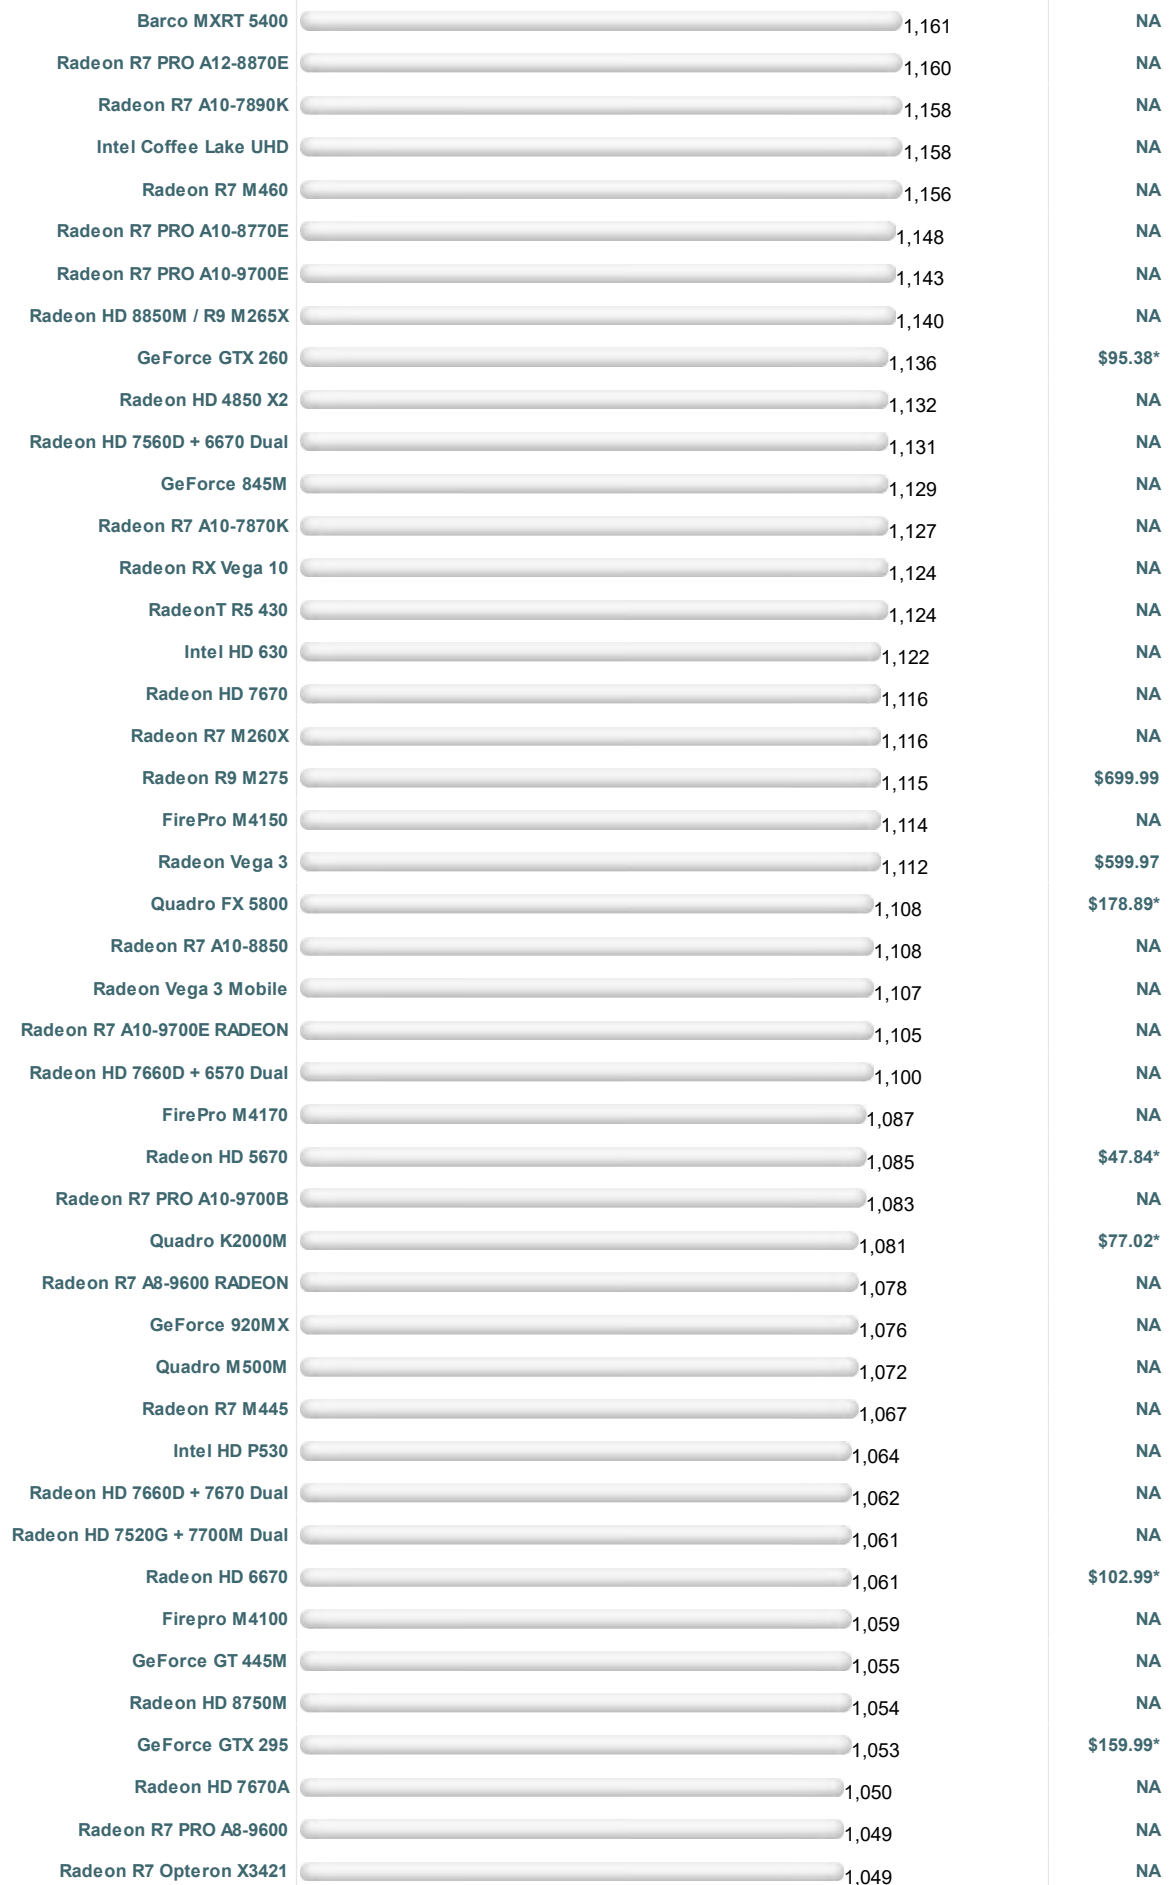 Barco MXRT 5400 1,161 NA
Radeon R7 PRO A12-8870E 1,160 NA
Radeon R7 A10-7890K 1,158 NA
Intel Coffee Lake UHD 1,158 NA
Radeon R7 M460 1,156 NA
Radeon R7 PRO A10-8770E 1,148 NA
Radeon R7 PRO A10-9700E 1,143 NA
Radeon HD 8850M / R9 M265X 1,140 NA
GeForce GTX 260 1,136 $95.38*
Radeon HD 4850 X2 1,132 NA
Radeon HD 7560D + 6670 Dual 1,131 NA
GeForce 845M 1,129 NA
Radeon R7 A10-7870K 1,127 NA
Radeon RX Vega 10 1,124 NA
RadeonT R5 430 1,124 NA
Intel HD 630 1,122 NA
Radeon HD 7670 1,116 NA
Radeon R7 M260X 1,116 NA
Radeon R9 M275 1,115 $699.99
FirePro M4150 1,114 NA
Radeon Vega 3 1,112 $599.97
Quadro FX 5800 1,108 $178.89*
Radeon R7 A10-8850 1,108 NA
Radeon Vega 3 Mobile 1,107 NA
Radeon R7 A10-9700E RADEON 1,105 NA
Radeon HD 7660D + 6570 Dual 1,100 NA
FirePro M4170 1,087 NA
Radeon HD 5670 1,085 $47.84*
Radeon R7 PRO A10-9700B 1,083 NA
Quadro K2000M 1,081 $77.02*
Radeon R7 A8-9600 RADEON 1,078 NA
GeForce 920MX 1,076 NA
Quadro M500M 1,072 NA
Radeon R7 M445 1,067 NA
Intel HD P530 1,064 NA
Radeon HD 7660D + 7670 Dual 1,062 NA
Radeon HD 7520G + 7700M Dual 1,061 NA
Radeon HD 6670 1,061 $102.99*
Firepro M4100 1,059 NA
GeForce GT 445M 1,055 NA
Radeon HD 8750M 1,054 NA
GeForce GTX 295 1,053 $159.99*
Radeon HD 7670A 1,050 NA
Radeon R7 PRO A8-9600 1,049 NA
Radeon R7 Opteron X3421 1,049 NA